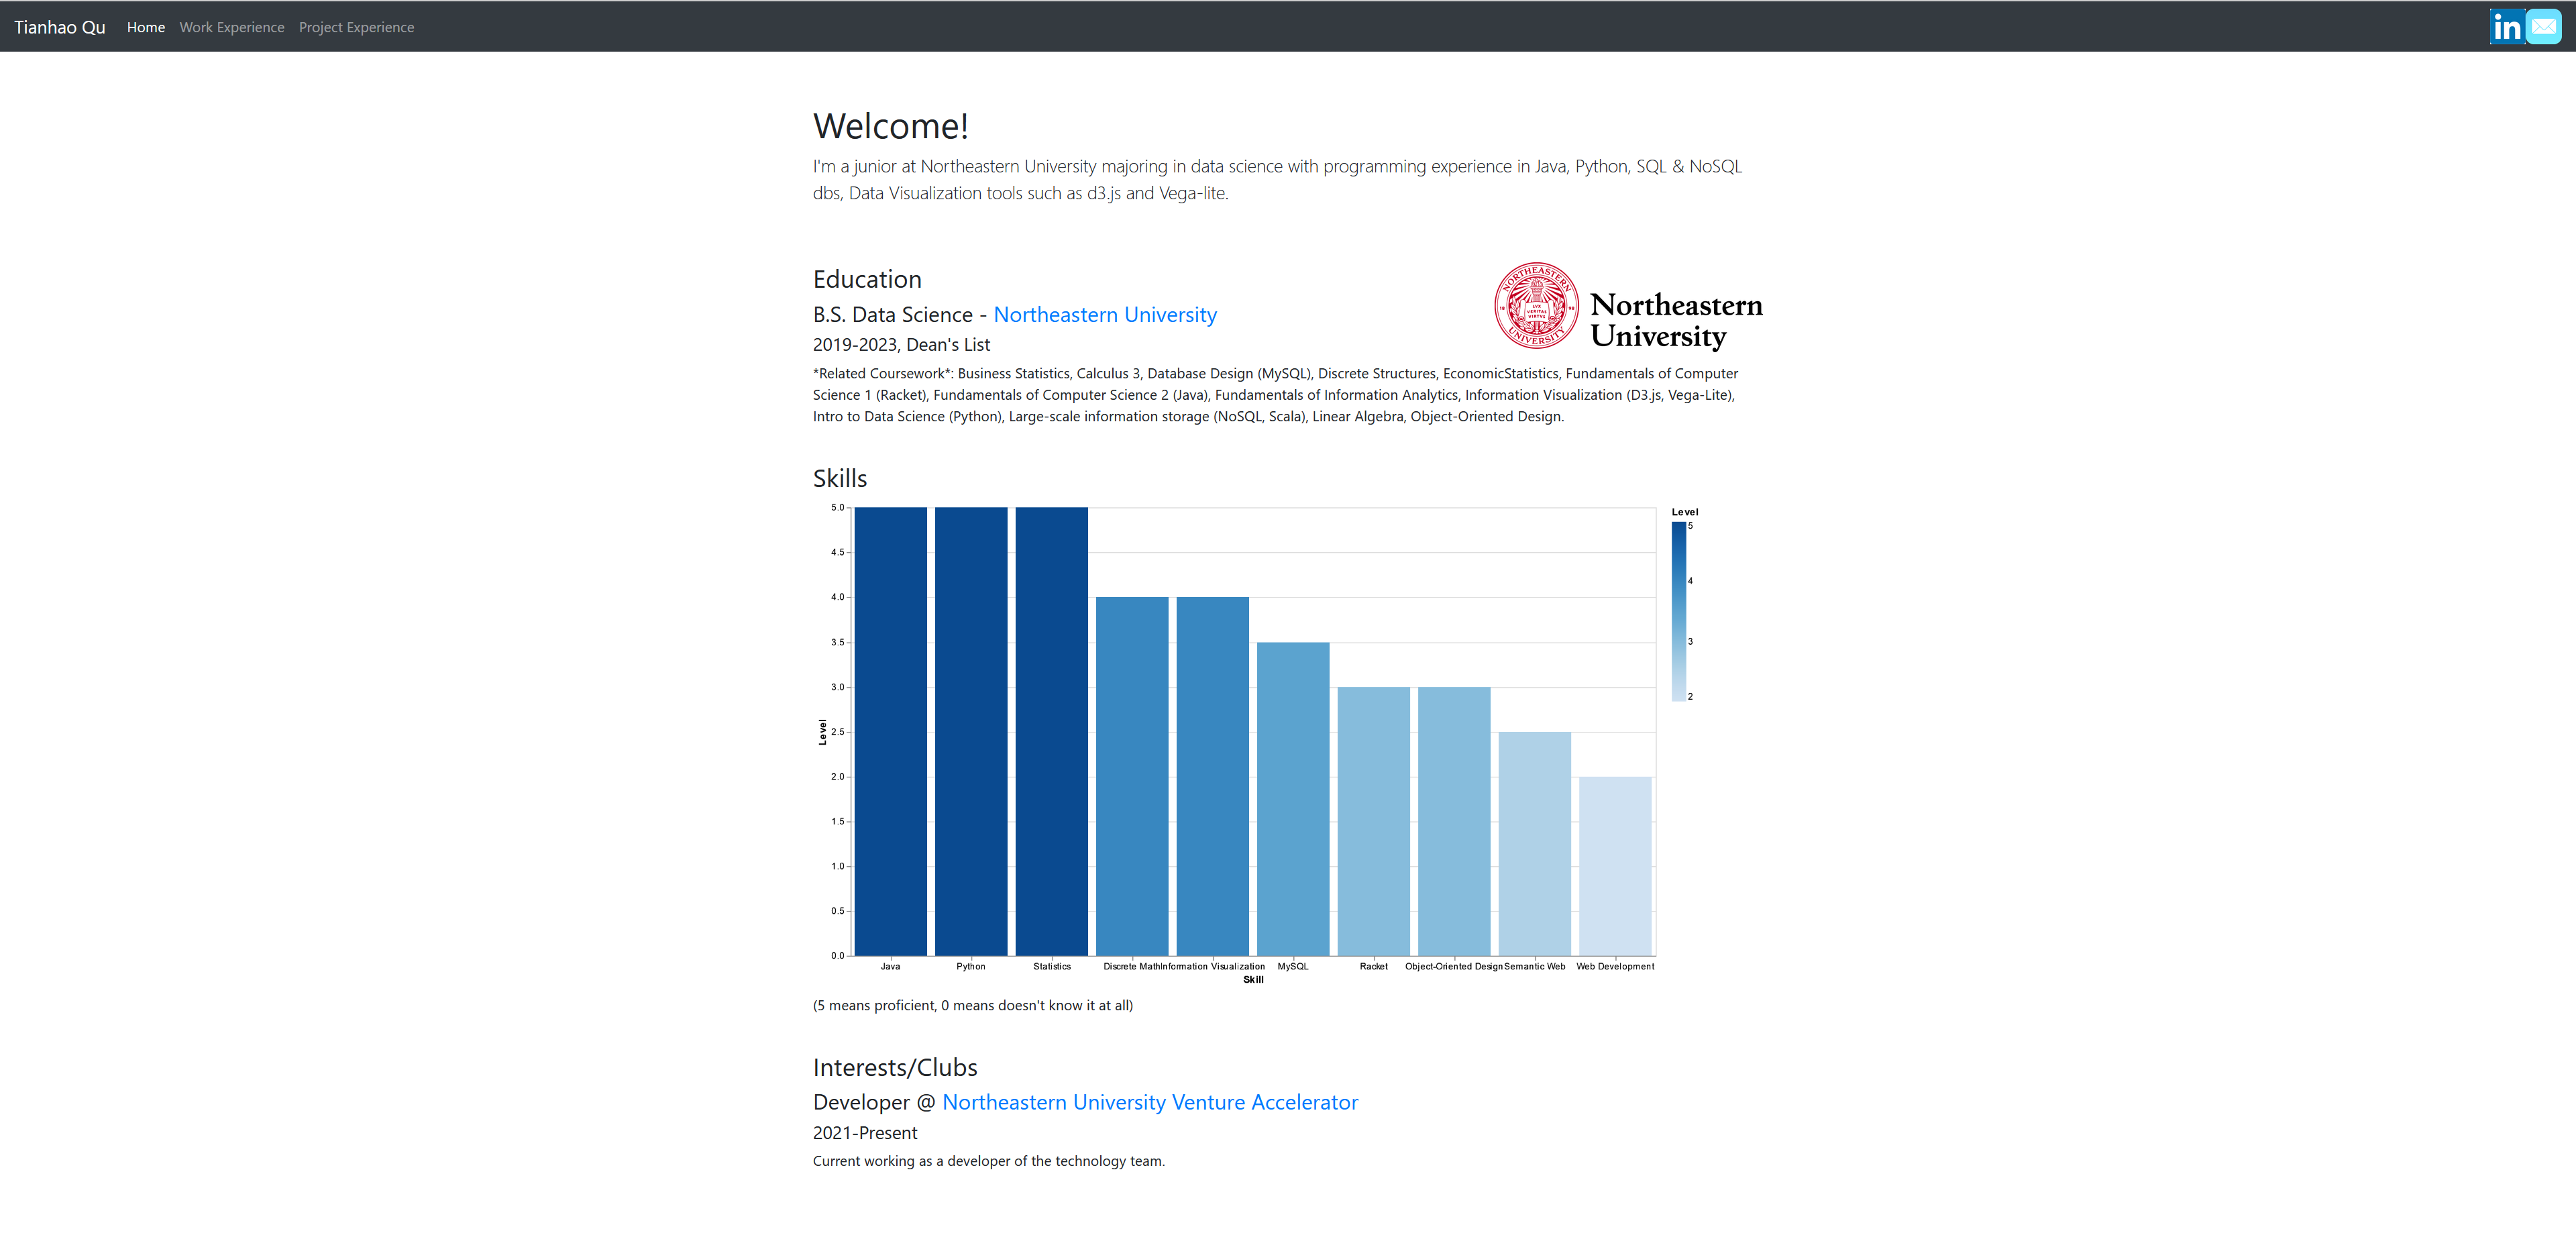 Tianhao Qu Home Work Experience Project Experience in
Welcome!
I'm a junior at Northeastern University majoring in data science with programming experience in Java, Python, SQL & NoSQL
dbs, Data Visualization tools such as d3.js and Vega-lite.
Education
B.S. Data Science - Northeastern University
2019-2023, Dean's List
NORTHEASTERN
UNIVERSITY
LVX
VERITAS
VIRTVS
18 98
Northeastern
University
*Related Coursework*: Business Statistics, Calculus 3, Database Design (MySQL), Discrete Structures, EconomicStatistics, Fundamentals of Computer
Science 1 (Racket), Fundamentals of Computer Science 2 (Java), Fundamentals of Information Analytics, Information Visualization (D3.js, Vega-Lite),
Intro to Data Science (Python), Large-scale information storage (NoSQL, Scala), Linear Algebra, Object-Oriented Design.
Skills
5.0
4.5
4.0
3.5
3.0
2.5
2.0
1.5
1.0
0.5
0.0
Level
Java Python Statistics Discrete Math Information Visualization MySQL Racket Object-Oriented Design Semantic Web Web Development
Skill
Level
5
4
3
2
(5 means proficient, 0 means doesn't know it at all)
Interests/Clubs
Developer @ Northeastern University Venture Accelerator
2021-Present
Current working as a developer of the technology team.